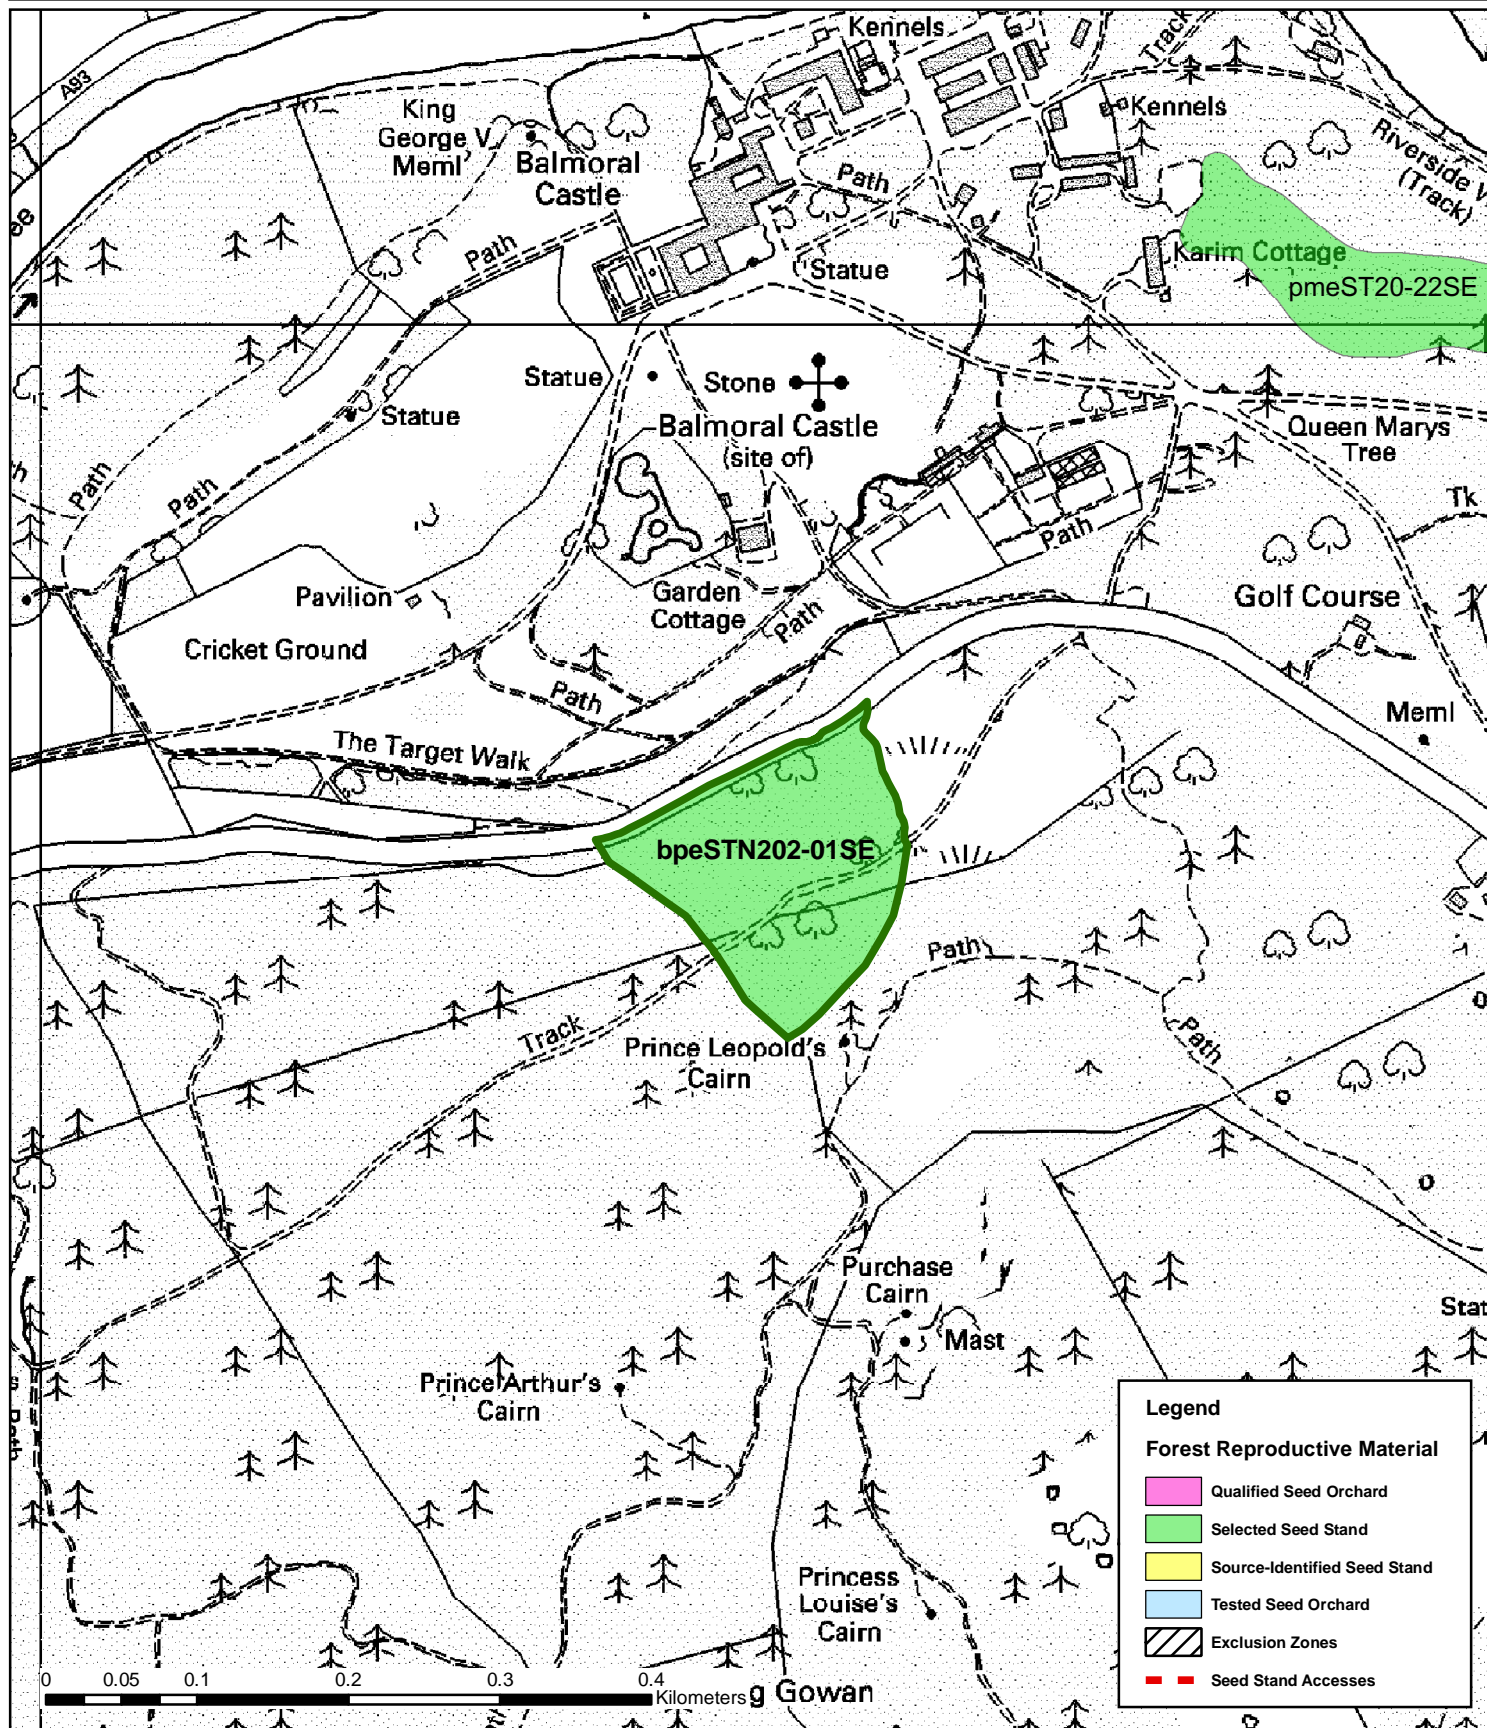 Kennels
Track
A93
King
George V
Meml
Balmoral
Castle
Kennels
Path
Riverside
(Track)
ee
Path
Statue
Karim Cottage
pmeST20-22SE
Statue
Stone
Statue
Balmoral Castle
(site of)
Queen Marys
Tree
Path
Path
Tk
Path
Pavilion
Garden
Cottage
Path
Golf Course
Cricket Ground
Path
Meml
The Target Walk
bpeSTN202-01SE
Path
Track
Prince Leopold's
Cairn
Path
Purchase
Cairn
Mast
Stat
Prince Arthur's
Cairn
Path
Princess
Louise's
Cairn
g Gowan
Legend
Forest Reproductive Material
Qualified Seed Orchard
Selected Seed Stand
Source-Identified Seed Stand
Tested Seed Orchard
Exclusion Zones
Seed Stand Accesses
0 0.05 0.1 0.2 0.3 0.4
Kilometers